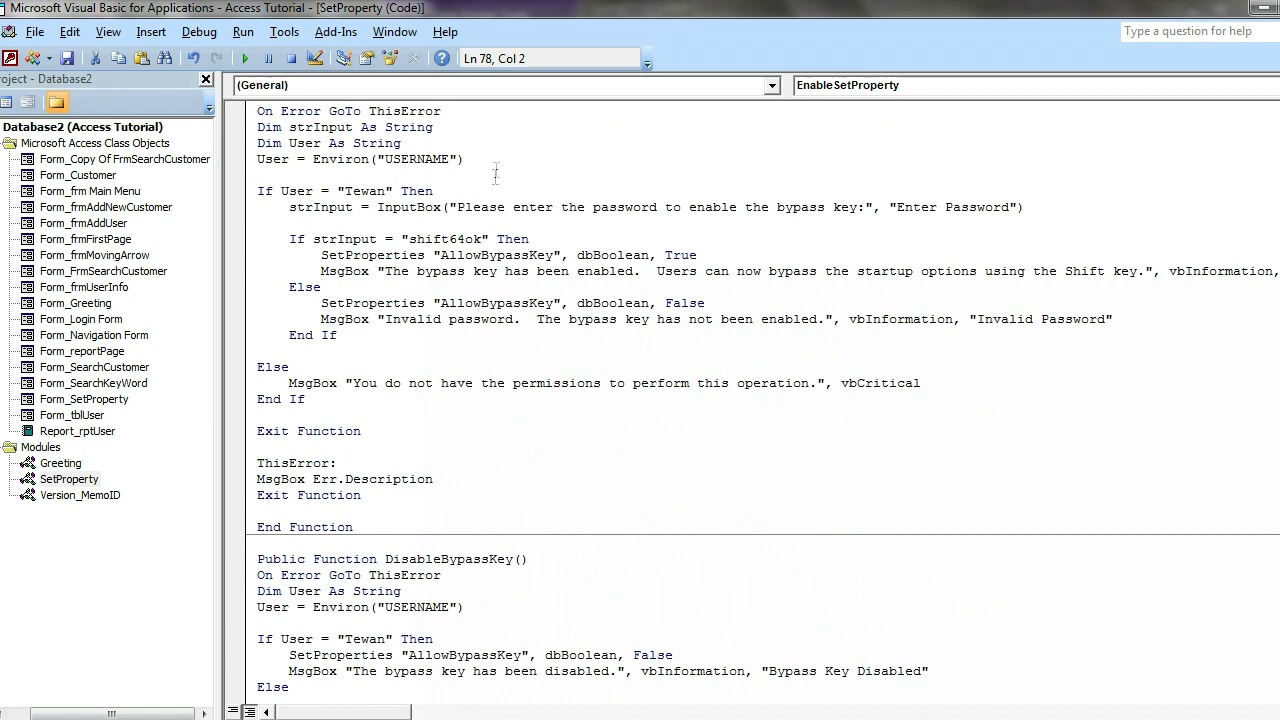 Microsoft Visual Basic for Applications - Access Tutorial - [SetProperty (Code)]
File Edit View Insert Debug Run Tools Add-Ins Window Help
Type a question for help
Ln 78, Col 2
roject - Database2
(General)
EnableSetProperty
Database2 (Access Tutorial)
Microsoft Access Class Objects
Form_Copy Of FrmSearchCustomer
Form_Customer
Form_frm Main Menu
Form_frmAddNewCustomer
Form_frmAddUser
Form_frmFirstPage
Form_frmMovingArrow
Form_FrmSearchCustomer
Form_frmUserInfo
Form_Greeting
Form_Login Form
Form_Navigation Form
Form_reportPage
Form_SearchCustomer
Form_SearchKeyWord
Form_SetProperty
Form_tblUser
Report_rptUser
Modules
Greeting
SetProperty
Version_MemoID
On Error GoTo ThisError
Dim strInput As String
Dim User As String
User = Environ("USERNAME")
If User = "Tewan" Then
strInput = InputBox("Please enter the password to enable the bypass key:", "Enter Password")
If strInput = "shift64ok" Then
SetProperties "AllowBypassKey", dbBoolean, True
MsgBox "The bypass key has been enabled.  Users can now bypass the startup options using the Shift key.", vbInformation,
Else
SetProperties "AllowBypassKey", dbBoolean, False
MsgBox "Invalid password.  The bypass key has not been enabled.", vbInformation, "Invalid Password"
End If
Else
MsgBox "You do not have the permissions to perform this operation.", vbCritical
End If
Exit Function
ThisError:
MsgBox Err.Description
Exit Function
End Function
Public Function DisableBypassKey()
On Error GoTo ThisError
Dim User As String
User = Environ("USERNAME")
If User = "Tewan" Then
SetProperties "AllowBypassKey", dbBoolean, False
MsgBox "The bypass key has been disabled.", vbInformation, "Bypass Key Disabled"
Else